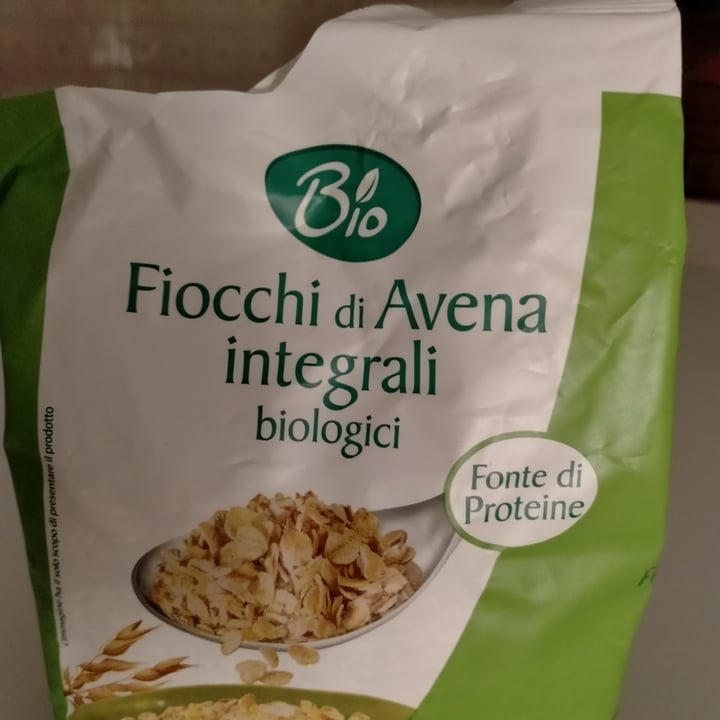 Bio
Fiocchi di Avena
integrali
biologici
Fonte di
Proteine
L'immagine ha il solo scopo di presentare il prodotto